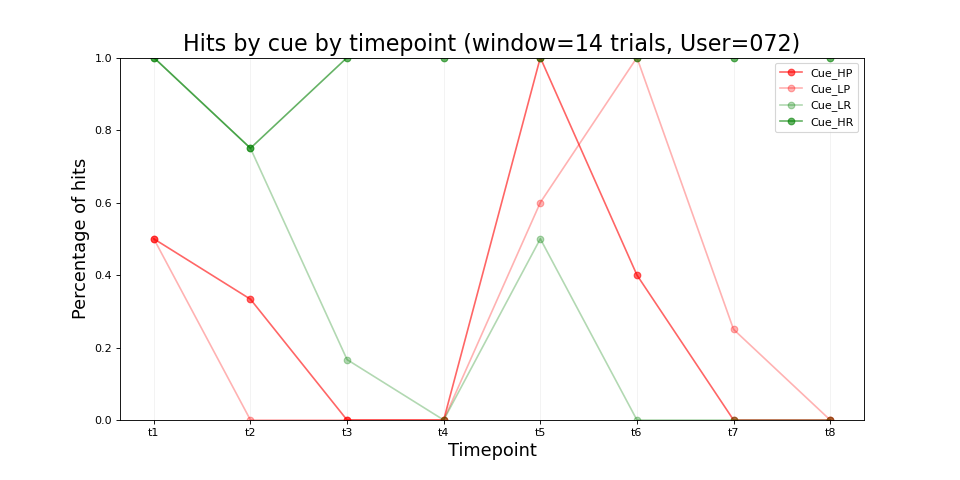 Hits by cue by timepoint (window=14 trials, User=072)
Percentage of hits
1.0
0.8
0.6
0.4
0.2
0.0
Cue_HP
Cue_LP
Cue_LR
Cue_HR
t1 t2 t3 t4 t5 t6 t7 t8
Timepoint